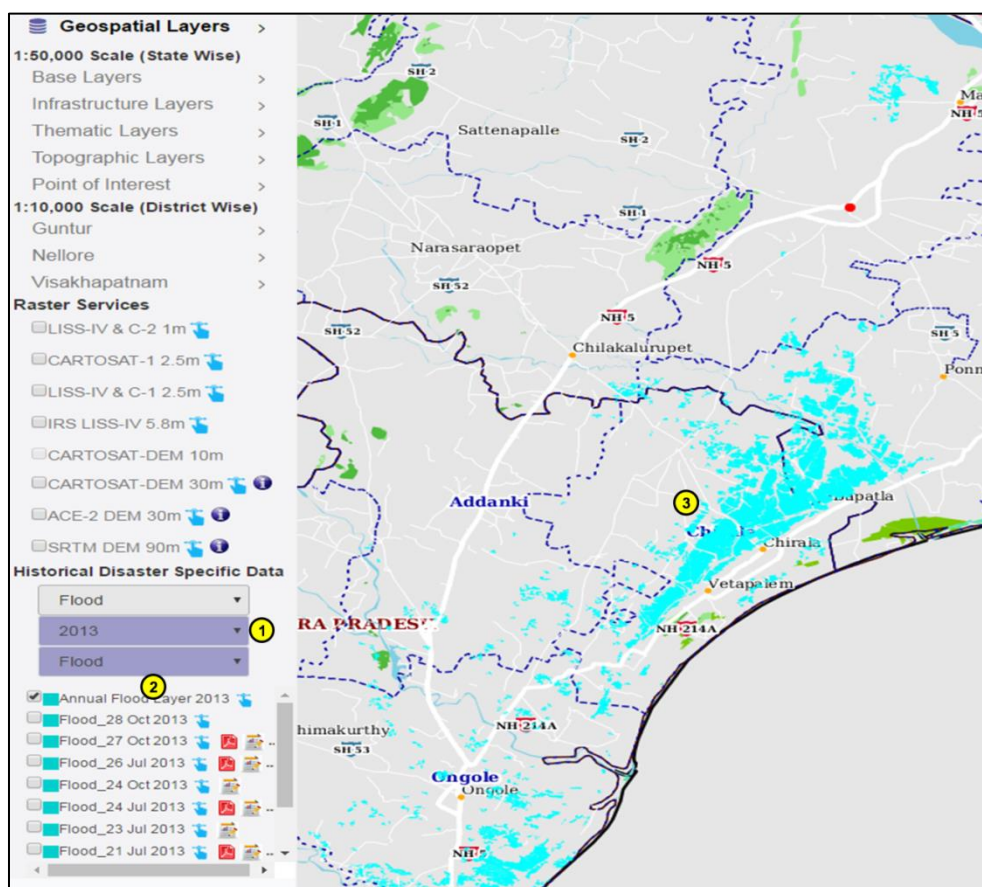 Geospatial Layers >
1:50,000 Scale (State Wise)
Base Layers >
Infrastructure Layers >
Thematic Layers >
Topographic Layers >
Point of Interest >
1:10,000 Scale (District Wise)
Guntur >
Nellore >
Visakhapatnam >
Raster Services
LISS-IV & C-2 1m
CARTOSAT-1 2.5m
LISS-IV & C-1 2.5m
IRS LISS-IV 5.8m
CARTOSAT-DEM 10m
CARTOSAT-DEM 30m
ACE-2 DEM 30m
SRTM DEM 90m
Historical Disaster Specific Data
Flood
2013
1
Flood
2
Annual Flood Layer 2013
Flood_28 Oct 2013
Flood_27 Oct 2013 ..
Flood_26 Jul 2013 ..
Flood_24 Oct 2013
Flood_24 Jul 2013 ..
Flood_23 Jul 2013
Flood_21 Jul 2013 ..
SH-2
Ma
NH-5
SH-1
Sattenapalle
SH-2
SH-1
Narasaraopet
NH-5
SH-52
NH-5
SH-52
SH-5
Chilakalurupet
Ponn
Addanki
3
Bapatla
Chirala
Vetapalem
RA PRADESH
NH-214A
NH-214A
himakurthy
SH-53
Ongole
Ongole
NH-5